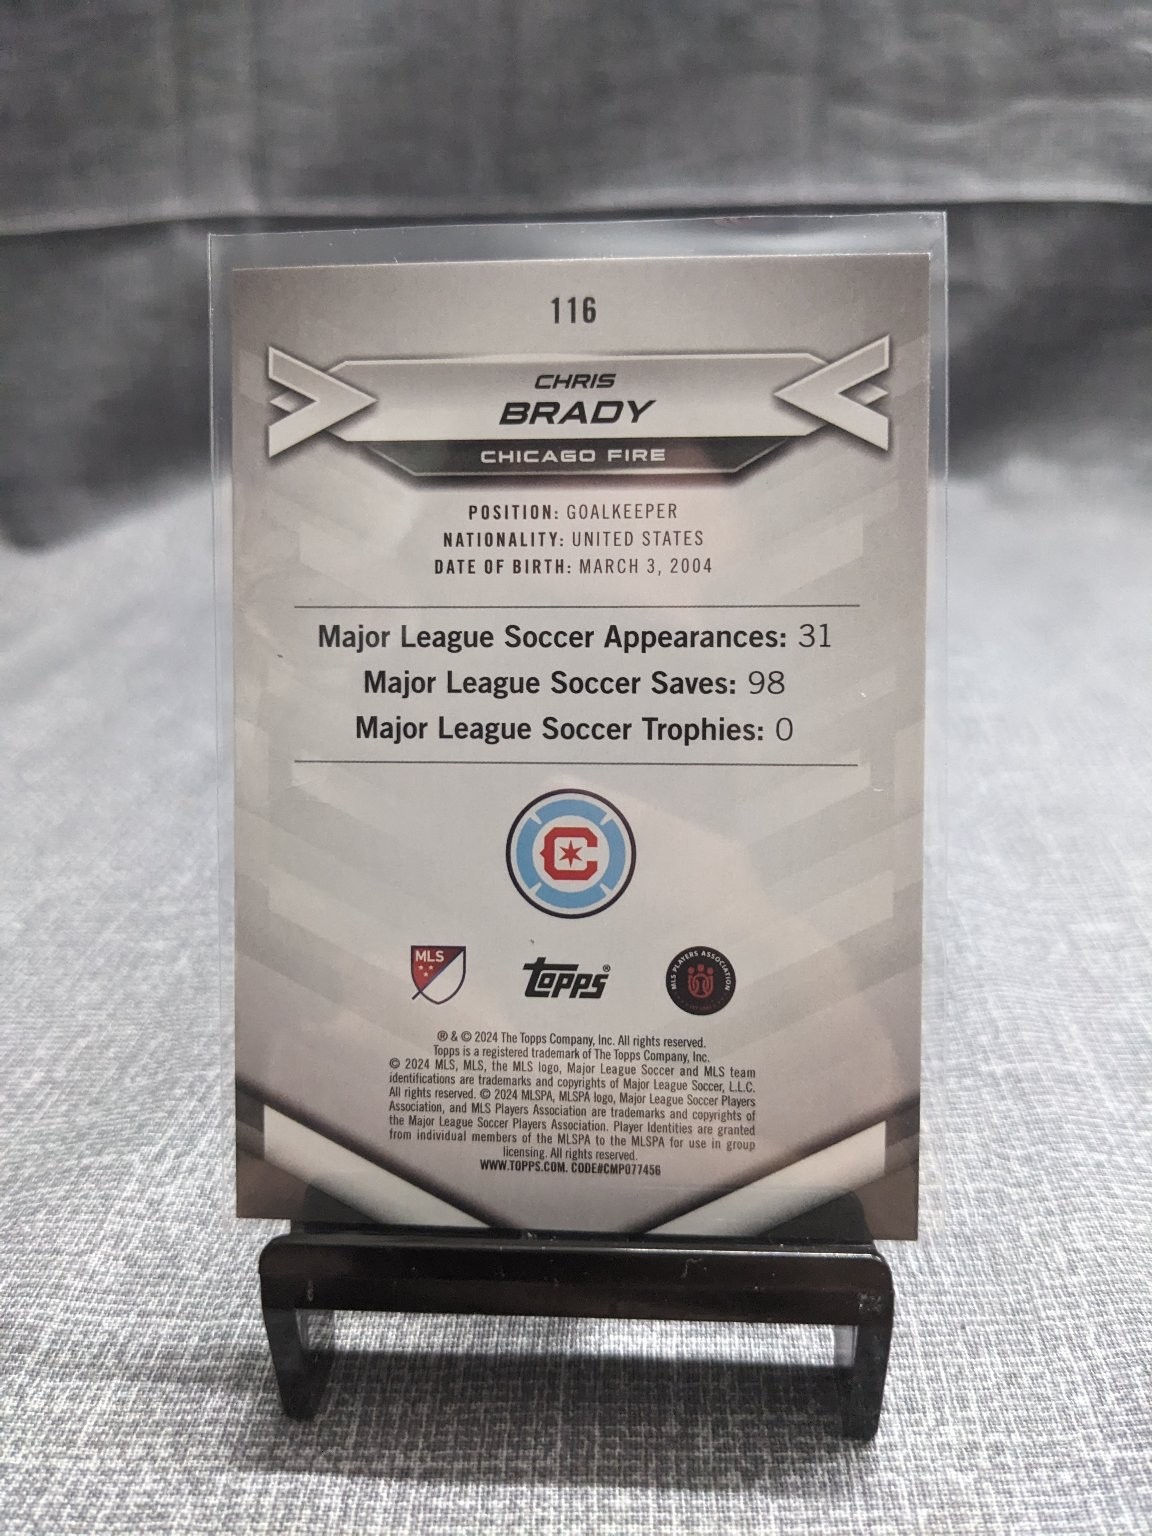 116
CHRIS
BRADY
CHICAGO FIRE
POSITION: GOALKEEPER
NATIONALITY: UNITED STATES
DATE OF BIRTH: MARCH 3, 2004
Major League Soccer Appearances: 31
Major League Soccer Saves: 98
Major League Soccer Trophies: 0
C
MLS
Topps®
MLS PLAYERS ASSOCIATION
® & © 2024 The Topps Company, Inc. All rights reserved.
Topps is a registered trademark of The Topps Company, Inc.
© 2024 MLS, MLS, the MLS logo, Major League Soccer and MLS team
identifications are trademarks and copyrights of Major League Soccer, L.L.C.
All rights reserved. © 2024 MLSPA, MLSPA logo, Major League Soccer Players
Association, and MLS Players Association are trademarks and copyrights of
the Major League Soccer Players Association. Player Identities are granted
from individual members of the MLSPA to the MLSPA for use in group
licensing. All rights reserved.
WWW.TOPPS.COM. CODE#CMP077456